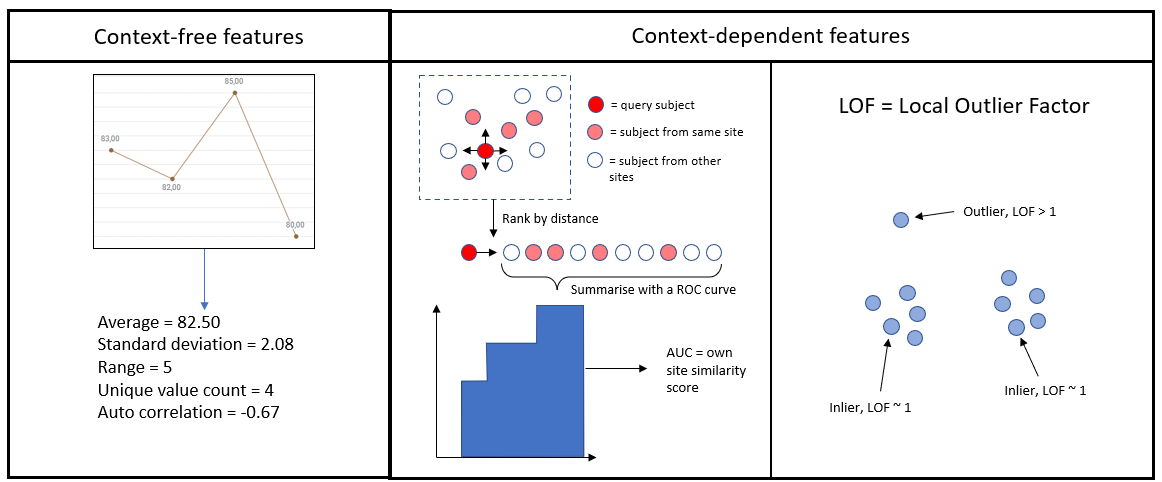 Context-free features
Context-dependent features
85,00
83,00
82,00
80,00
Average = 82.50
Standard deviation = 2.08
Range = 5
Unique value count = 4
Auto correlation = -0.67
= query subject
= subject from same site
= subject from other
sites
Rank by distance
Summarise with a ROC curve
AUC = own
site similarity
score
LOF = Local Outlier Factor
Outlier, LOF > 1
Inlier, LOF ~ 1
Inlier, LOF ~ 1